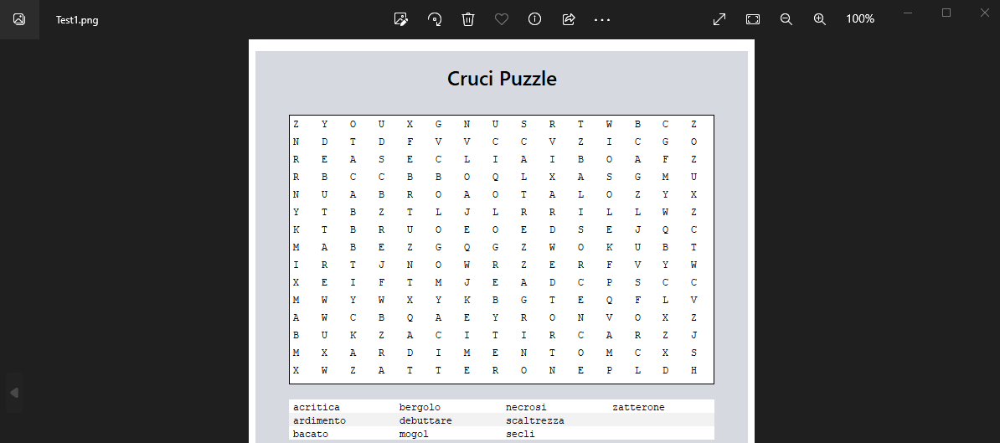 Test1.png
100%
Cruci Puzzle
Z Y O U X G N U S R T W B C Z
N D T D F V V C C V Z I C G O
R E A S E C L I A I B O A F Z
R B C C B B O Q L X A S G M U
N U A B R O A O T A L O Z Y X
Y T B Z T L J L R R I L L W Z
K T B R U O E O E D S E J Q C
M A B E Z G Q G Z W O K U B T
I R T J N O W R Z E R F V Y W
X E I F T M J E A D C P S C C
M W Y W X Y K B G T E Q F L V
A W C B Q A E Y R O N V O X Z
B U K Z A C I T I R C A R Z J
M X A R D I M E N T O M C X S
X W Z A T T E R O N E P L D H
acritica bergolo necrosi zatterone
ardimento debuttare scaltrezza
bacato mogol secli